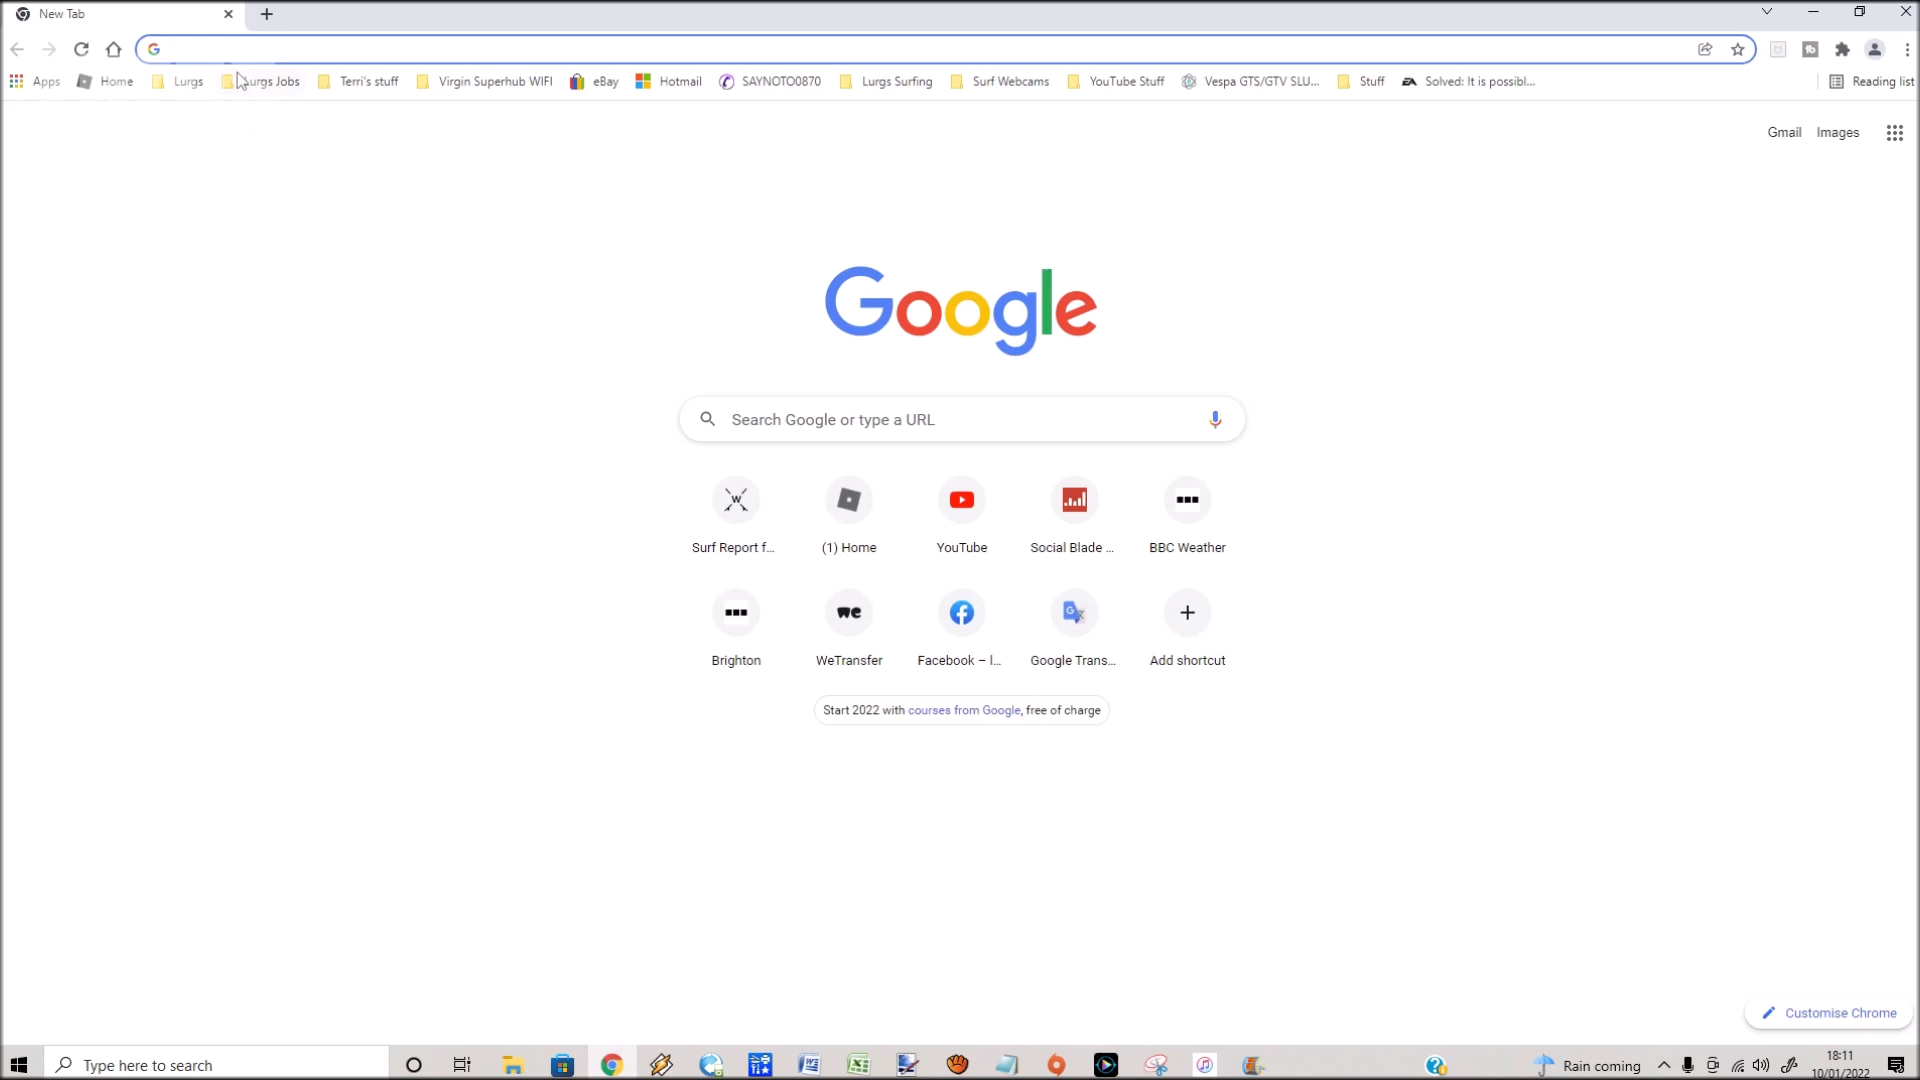 New Tab
Apps Home Lurgs Lurgs Jobs Terri's stuff Virgin Superhub WIFI eBay Hotmail SAYNOTO0870 Lurgs Surfing Surf Webcams YouTube Stuff Vespa GTS/GTV SLU... Stuff Solved: It is possibl... Reading list
Gmail Images
Google
Search Google or type a URL
Surf Report f... (1) Home YouTube Social Blade ... BBC Weather
Brighton WeTransfer Facebook – l... Google Trans... Add shortcut
Start 2022 with courses from Google, free of charge
Customise Chrome
Type here to search Rain coming 18:11
10/01/2022